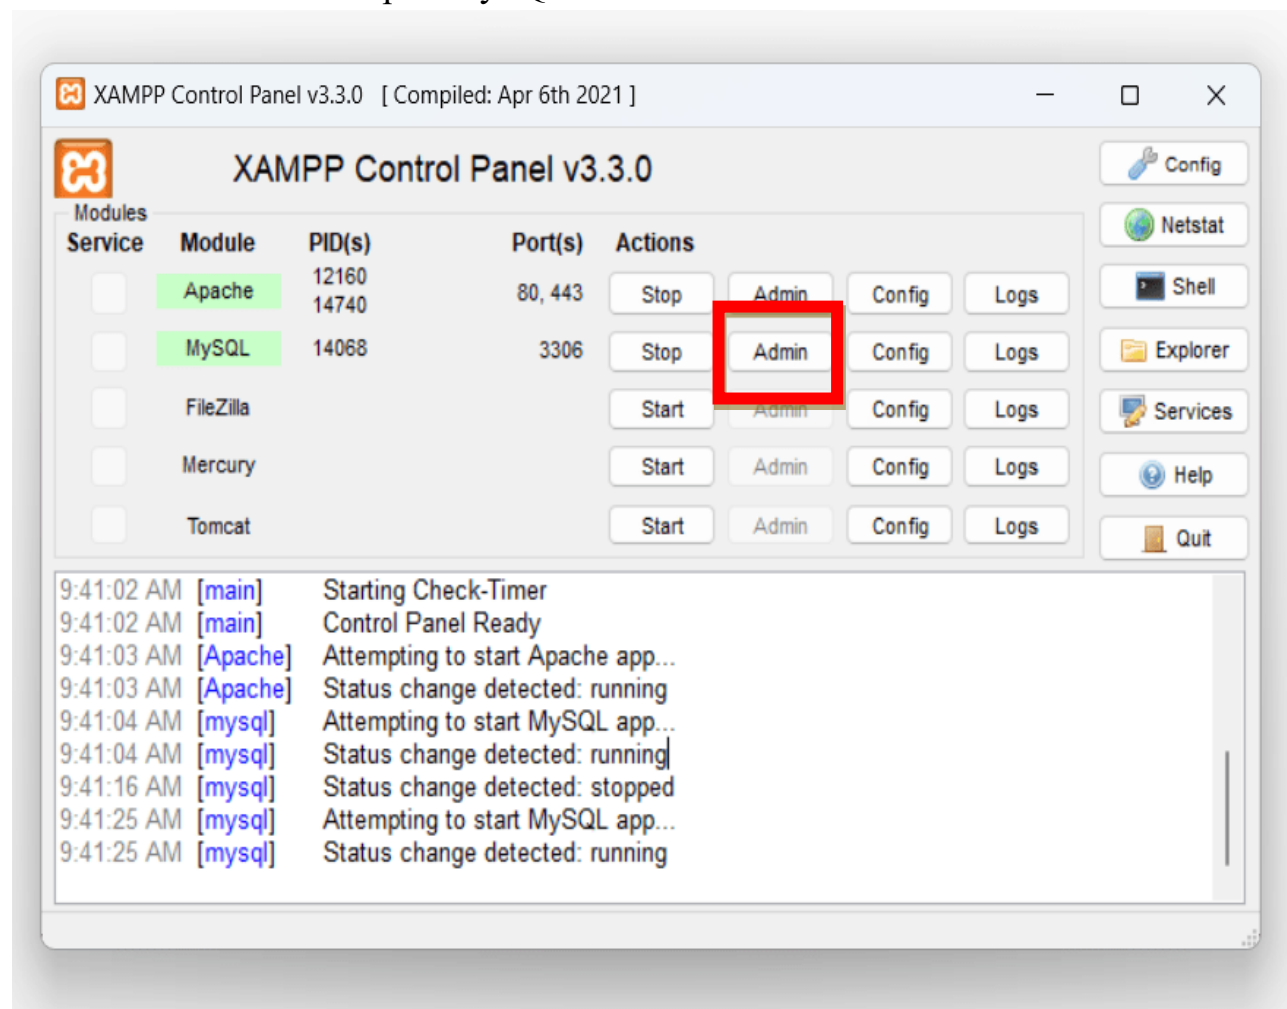 XAMPP Control Panel v3.3.0 [ Compiled: Apr 6th 2021 ]
XAMPP Control Panel v3.3.0
Config
Modules
Netstat
Service Module PID(s) Port(s) Actions
Apache 12160 14740 80, 443 Stop Admin Config Logs
Shell
MySQL 14068 3306 Stop Admin Config Logs
Explorer
FileZilla Start Admin Config Logs
Services
Mercury Start Admin Config Logs
Help
Tomcat Start Admin Config Logs
Quit
9:41:02 AM [main] Starting Check-Timer
9:41:02 AM [main] Control Panel Ready
9:41:03 AM [Apache] Attempting to start Apache app...
9:41:03 AM [Apache] Status change detected: running
9:41:04 AM [mysql] Attempting to start MySQL app...
9:41:04 AM [mysql] Status change detected: running
9:41:16 AM [mysql] Status change detected: stopped
9:41:25 AM [mysql] Attempting to start MySQL app...
9:41:25 AM [mysql] Status change detected: running